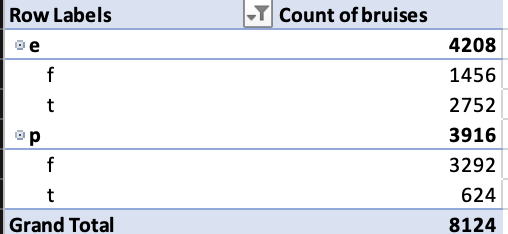 Row Labels Count of bruises
e 4208
f 1456
t 2752
p 3916
f 3292
t 624
Grand Total 8124